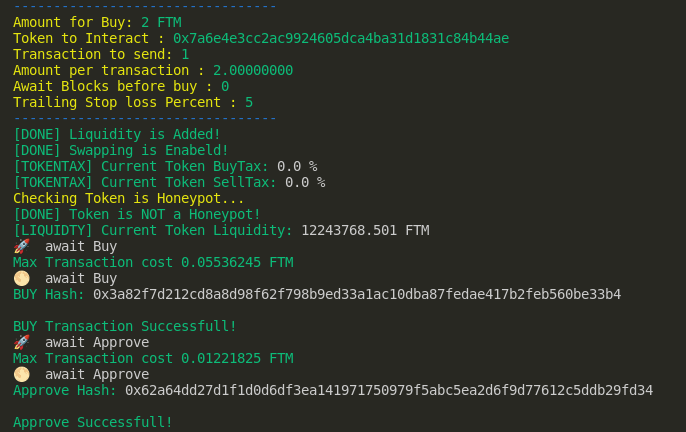 ---------------------------------
Amount for Buy: 2 FTM
Token to Interact : 0x7a6e4e3cc2ac9924605dca4ba31d1831c84b44ae
Transaction to send: 1
Amount per transaction : 2.00000000
Await Blocks before buy : 0
Trailing Stop loss Percent : 5
---------------------------------
[DONE] Liquidity is Added!
[DONE] Swapping is Enabeld!
[TOKENTAX] Current Token BuyTax: 0.0 %
[TOKENTAX] Current Token SellTax: 0.0 %
Checking Token is Honeypot...
[DONE] Token is NOT a Honeypot!
[LIQUIDTY] Current Token Liquidity: 12243768.501 FTM
🚀 await Buy
Max Transaction cost 0.05536245 FTM
🌕 await Buy
BUY Hash: 0x3a82f7d212cd8a8d98f62f798b9ed33a1ac10dba87fedae417b2feb560be33b4
BUY Transaction Successfull!
🚀 await Approve
Max Transaction cost 0.01221825 FTM
🌕 await Approve
Approve Hash: 0x62a64dd27d1f1d0d6df3ea141971750979f5abc5ea2d6f9d77612c5ddb29fd34
Approve Successfull!